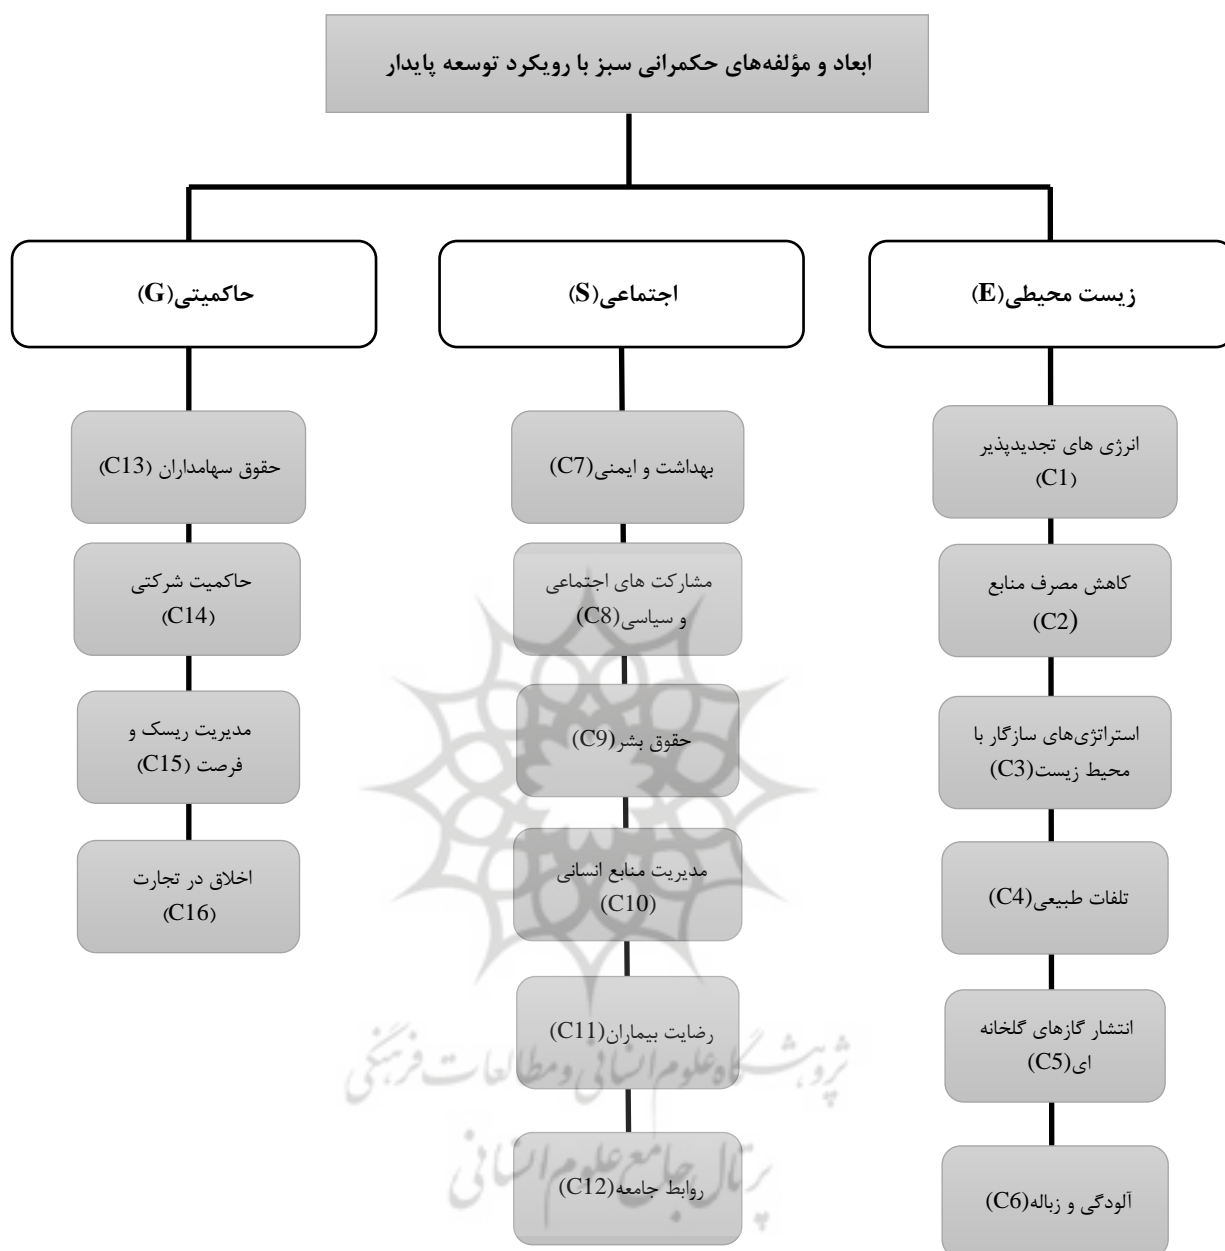 ابعاد و مؤلفه‌های حکمرانی سبز با رویکرد توسعه پایدار
زیست محیطی(E)
انرژی های تجدیدپذیر
(C1)
کاهش مصرف منابع
(C2)
استراتژی‌های سازگار با
محیط زیست(C3)
تلفات طبیعی(C4)
انتشار گازهای گلخانه
ای(C5)
آلودگی و زباله(C6)
اجتماعی(S)
بهداشت و ایمنی(C7)
مشارکت های اجتماعی
و سیاسی(C8)
حقوق بشر(C9)
مدیریت منابع انسانی
(C10)
رضایت بیماران(C11)
روابط جامعه(C12)
حاکمیتی(G)
حقوق سهامداران (C13)
حاکمیت شرکتی
(C14)
مدیریت ریسک و
فرصت (C15)
اخلاق در تجارت
(C16)
پژوهشگاه علوم انسانی و مطالعات فرهنگی
پرتال جامع علوم انسانی